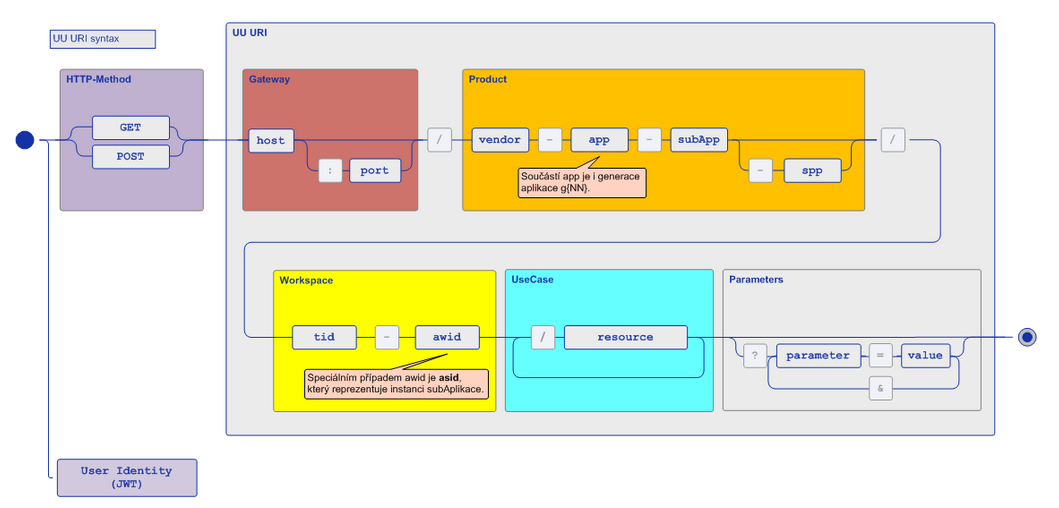 UU URI syntax
UU URI
HTTP-Method
GET
POST
Gateway
host
:
port
/
Product
vendor
-
app
-
subApp
-
spp
Součástí app je i generace
aplikace g{NN}.
/
Workspace
tid
-
awid
Speciálním případem awid je asid,
který reprezentuje instanci subAplikace.
UseCase
/
resource
Parameters
?
parameter
=
value
&
User Identity
(JWT)